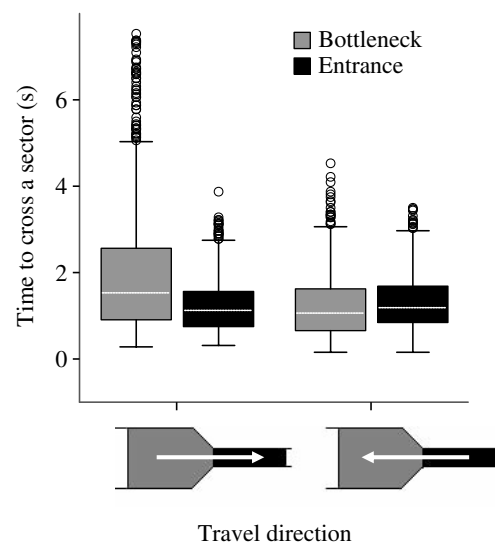 Bottleneck
Entrance
Time to cross a sector (s)
6
4
2
0
Travel direction